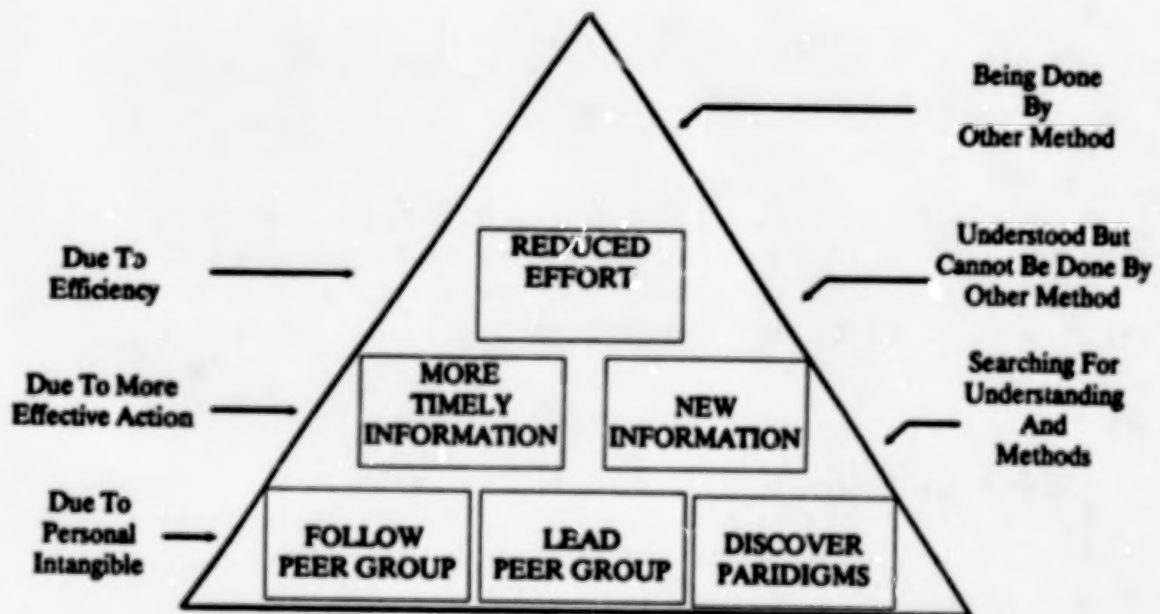 Being Done
By
Other Method
Due To
Efficiency
REDUCED
EFFORT
Understood But
Cannot Be Done By
Other Method
Due To More
Effective Action
MORE
TIMELY
INFORMATION
NEW
INFORMATION
Searching For
Understanding
And
Methods
Due To
Personal
Intangible
FOLLOW
PEER GROUP
LEAD
PEER GROUP
DISCOVER
PARIDIGMS